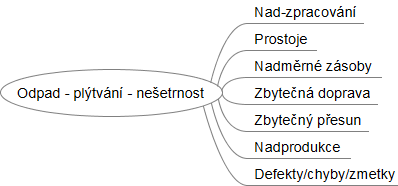 Nad-zpracování
Prostoje
Nadměrné zásoby
Odpad - plýtvání - nešetrnost
Zbytečná doprava
Zbytečný přesun
Nadprodukce
Defekty/chyby/zmetky